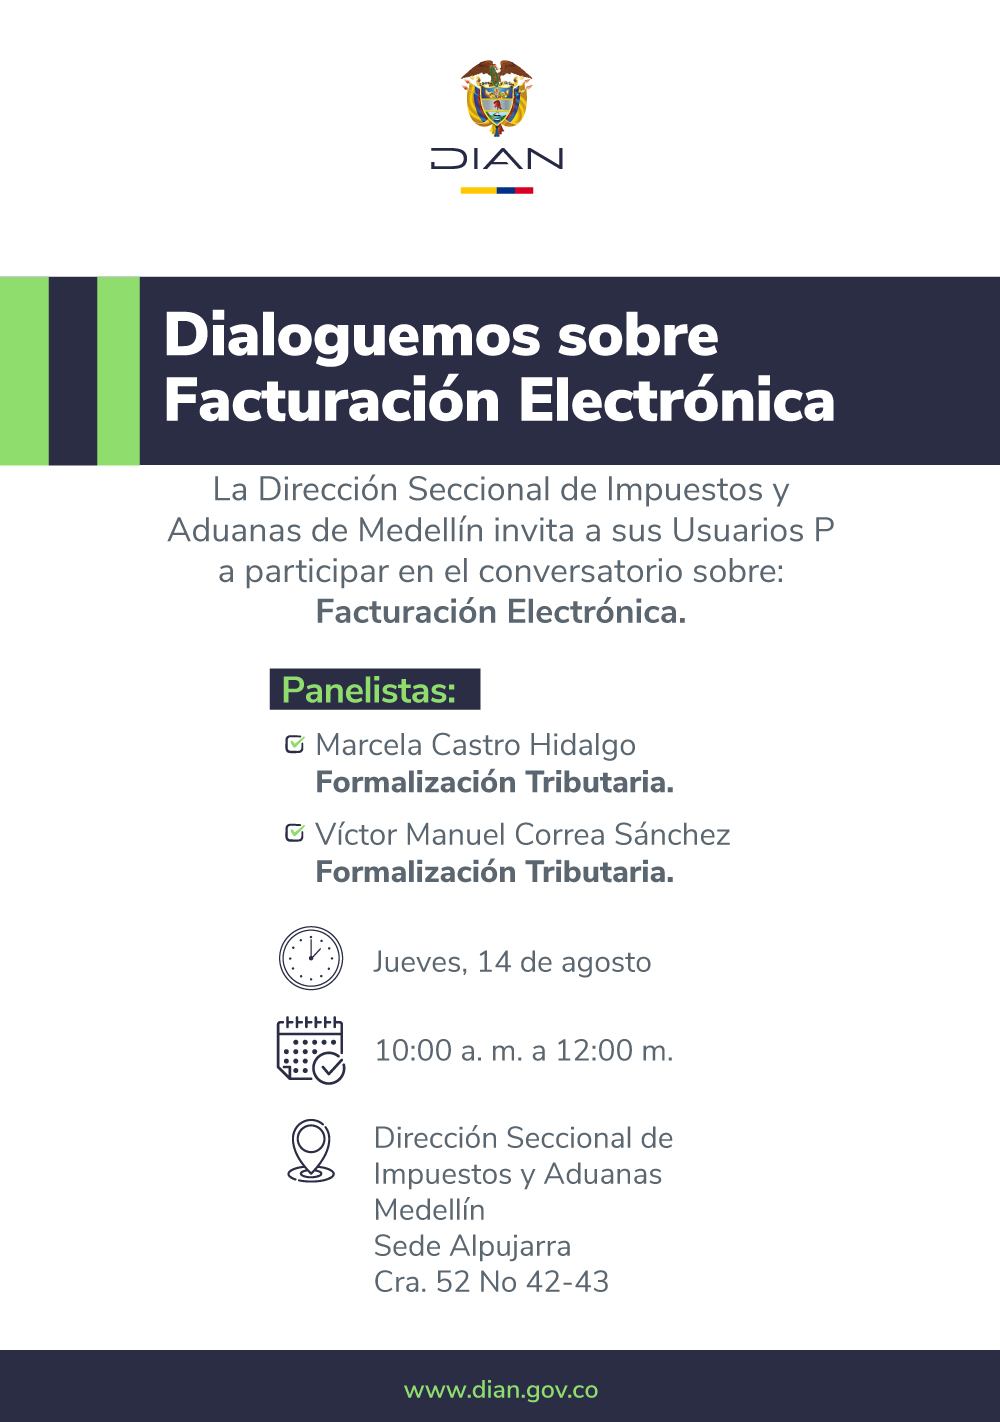 DIAN
Dialoguemos sobre
Facturación Electrónica
La Dirección Seccional de Impuestos y
Aduanas de Medellín invita a sus Usuarios P
a participar en el conversatorio sobre:
Facturación Electrónica.
Panelistas:
Marcela Castro Hidalgo
Formalización Tributaria.
Víctor Manuel Correa Sánchez
Formalización Tributaria.
Jueves, 14 de agosto
10:00 a. m. a 12:00 m.
Dirección Seccional de
Impuestos y Aduanas
Medellín
Sede Alpujarra
Cra. 52 No 42-43
www.dian.gov.co